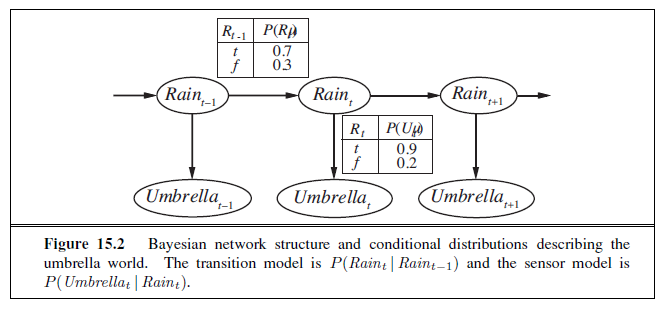 R_{t-1} P(R_t)
t 0.7
f 0.3
Rain_{t-1} Rain_t Rain_{t+1}
R_t P(U_t)
t 0.9
f 0.2
Umbrella_{t-1} Umbrella_t Umbrella_{t+1}
Figure 15.2 Bayesian network structure and conditional distributions describing the
umbrella world. The transition model is P(Rain_t | Rain_{t−1}) and the sensor model is
P(Umbrella_t | Rain_t).